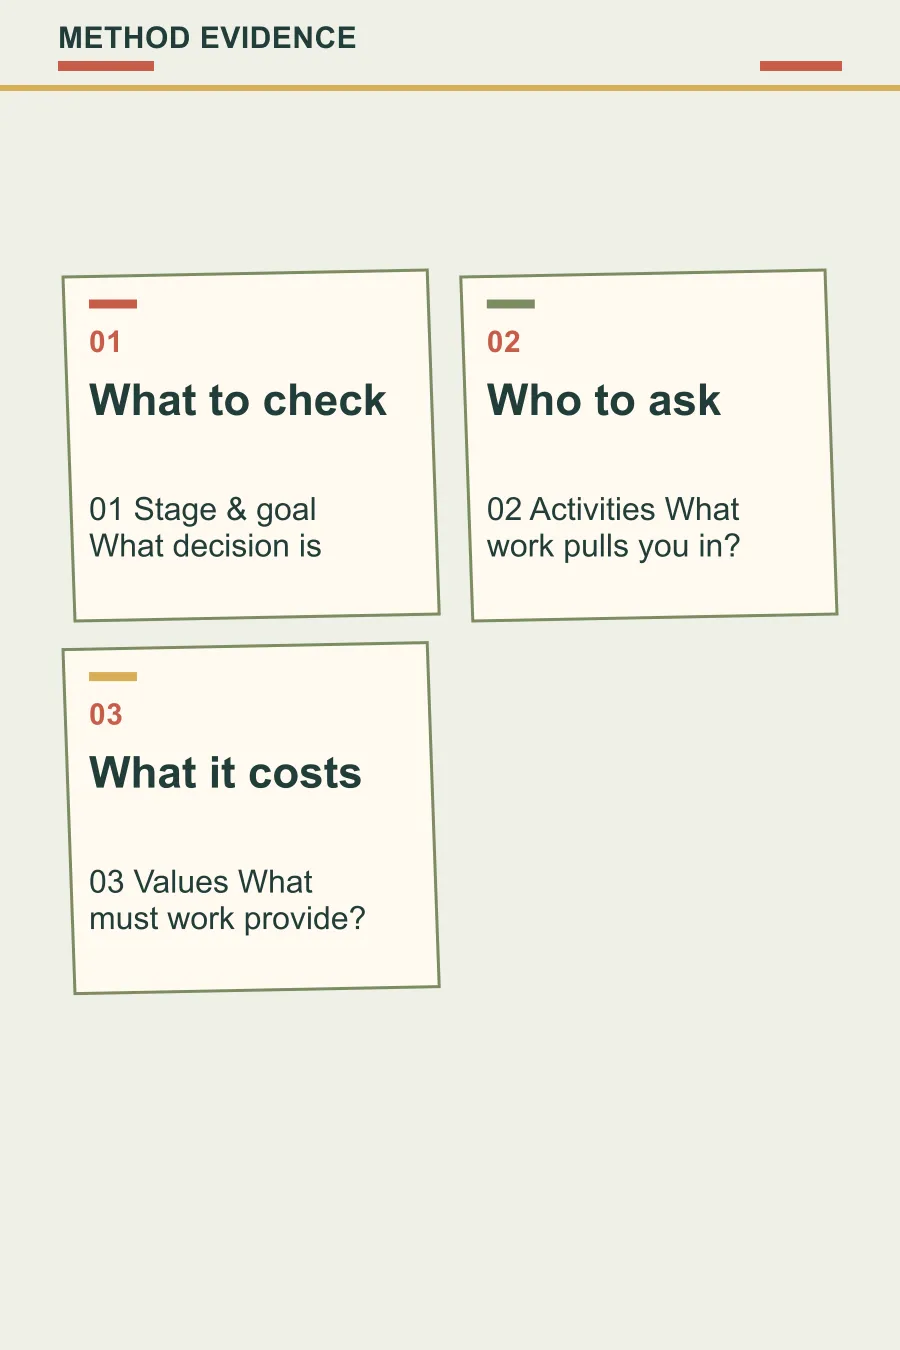 METHOD EVIDENCE
01
What to check
01 Stage & goal
What decision is
02
Who to ask
02 Activities What
work pulls you in?
03
What it costs
03 Values What
must work provide?